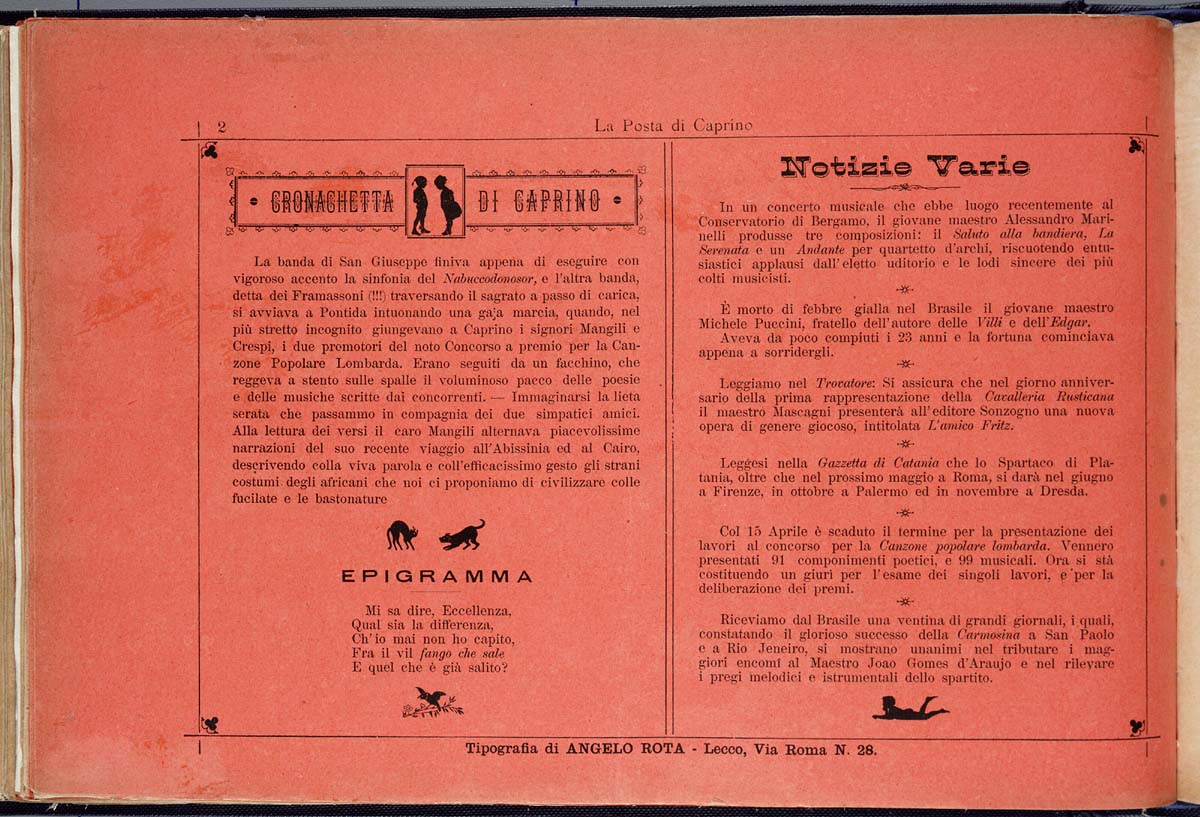 2
La Posta di Caprino
CRONACHETTA DI CAPRINO
La banda di San Giuseppe finiva appena di eseguire con
vigoroso accento la sinfonia del Nabuccodonosor, e l'altra banda,
detta dei Framassoni (!!!) traversando il sagrato a passo di carica,
si avviava a Pontida intuonando una gaja marcia, quando, nel
più stretto incognito giungevano a Caprino i signori Mangili e
Crespi, i due promotori del noto Concorso a premio per la Can-
zone Popolare Lombarda. Erano seguiti da un facchino, che
reggeva a stento sulle spalle il voluminoso pacco delle poesie
e delle musiche scritte dai concorrenti. — Immaginarsi la lieta
serata che passammo in compagnia dei due simpatici amici.
Alla lettura dei versi il caro Mangili alternava piacevolissime
narrazioni del suo recente viaggio all'Abissinia ed al Cairo,
descrivendo colla viva parola e coll'efficacissimo gesto gli strani
costumi degli africani che noi ci proponiamo di civilizzare colle
fucilate e le bastonature
EPIGRAMMA
Mi sa dire, Eccellenza,
Qual sia la differenza,
Ch'io mai non ho capito,
Fra il vil fango che sale
E quel che è già salito?
Notizie Varie
In un concerto musicale che ebbe luogo recentemente al
Conservatorio di Bergamo, il giovane maestro Alessandro Mari-
nelli produsse tre composizioni: il Saluto alla bandiera, La
Serenata e un Andante per quartetto d'archi, riscuotendo entu-
siastici applausi dall'eletto uditorio e le lodi sincere dei più
colti musicisti.
È morto di febbre gialla nel Brasile il giovane maestro
Michele Puccini, fratello dell'autore delle Villi e dell'Edgar.
Aveva da poco compiuti i 23 anni e la fortuna cominciava
appena a sorridergli.
Leggiamo nel Trovatore: Si assicura che nel giorno anniver-
sario della prima rappresentazione della Cavalleria Rusticana
il maestro Mascagni presenterà all'editore Sonzogno una nuova
opera di genere giocoso, intitolata L'amico Fritz.
Leggesi nella Gazzetta di Catania che lo Spartaco di Pla-
tania, oltre che nel prossimo maggio a Roma, si darà nel giugno
a Firenze, in ottobre a Palermo ed in novembre a Dresda.
Col 15 Aprile è scaduto il termine per la presentazione dei
lavori al concorso per la Canzone popolare lombarda. Vennero
presentati 91 componimenti poetici, e 99 musicali. Ora si stà
costituendo un giurì per l'esame dei singoli lavori, e per la
deliberazione dei premi.
Riceviamo dal Brasile una ventina di grandi giornali, i quali,
constatando il glorioso successo della Carmosina a San Paolo
e a Rio Jeneiro, si mostrano unanimi nel tributare i mag-
giori encomî al Maestro Joao Gomes d'Araujo e nel rilevare
i pregi melodici e istrumentali dello spartito.
Tipografia di ANGELO ROTA - Lecco, Via Roma N. 28.